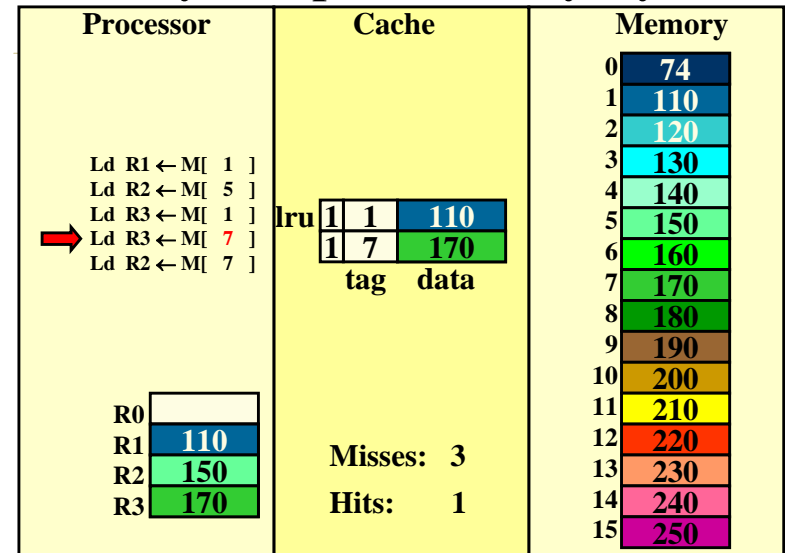 Processor
Cache
Memory
Ld R1 ← M[ 1 ]
Ld R2 ← M[ 5 ]
Ld R3 ← M[ 1 ]
Ld R3 ← M[ 7 ]
Ld R2 ← M[ 7 ]
R0
R1 110
R2 150
R3 170
lru 1 1 110
1 7 170
tag data
Misses: 3
Hits: 1
0 74
1 110
2 120
3 130
4 140
5 150
6 160
7 170
8 180
9 190
10 200
11 210
12 220
13 230
14 240
15 250